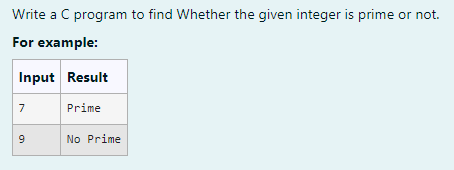 Write a C program to find Whether the given integer is prime or not.
For example:
Input Result
7 Prime
9 No Prime